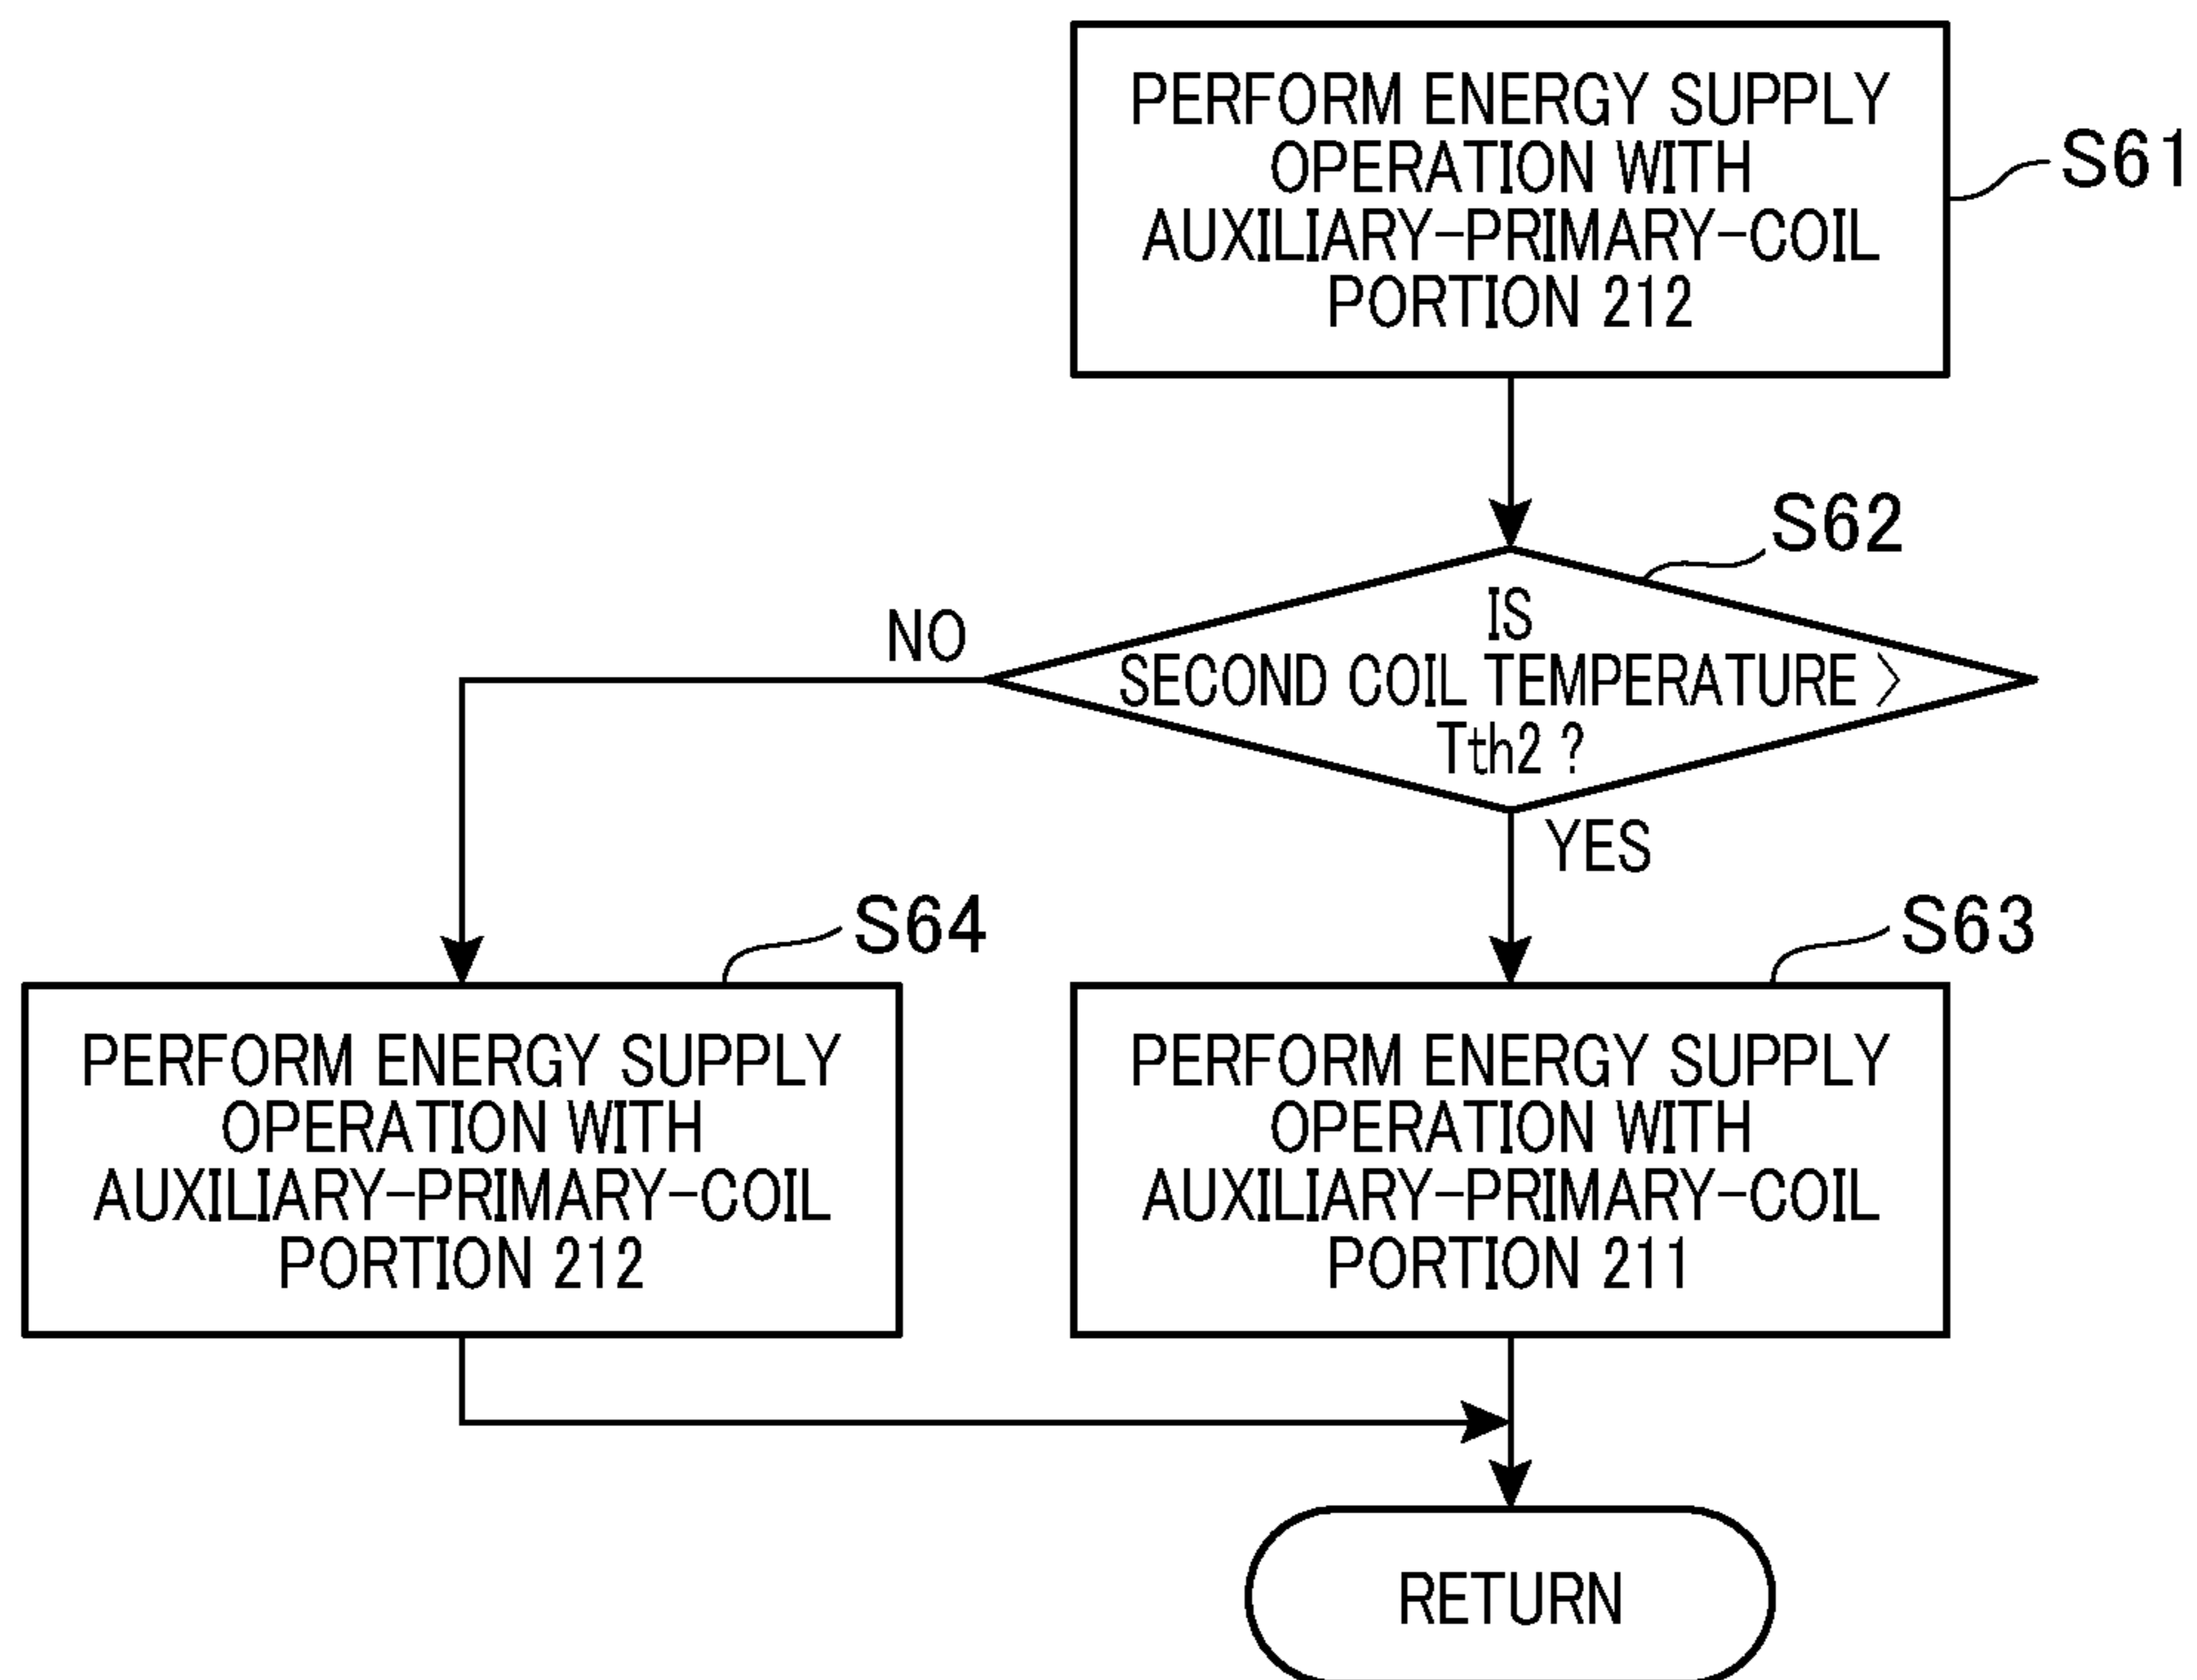 PERFORM ENERGY SUPPLY
OPERATION WITH
AUXILIARY-PRIMARY-COIL
PORTION 212
S61
S62
IS
SECOND COIL TEMPERATURE >
Tth2 ?
NO
YES
S64
PERFORM ENERGY SUPPLY
OPERATION WITH
AUXILIARY-PRIMARY-COIL
PORTION 212
S63
PERFORM ENERGY SUPPLY
OPERATION WITH
AUXILIARY-PRIMARY-COIL
PORTION 211
RETURN